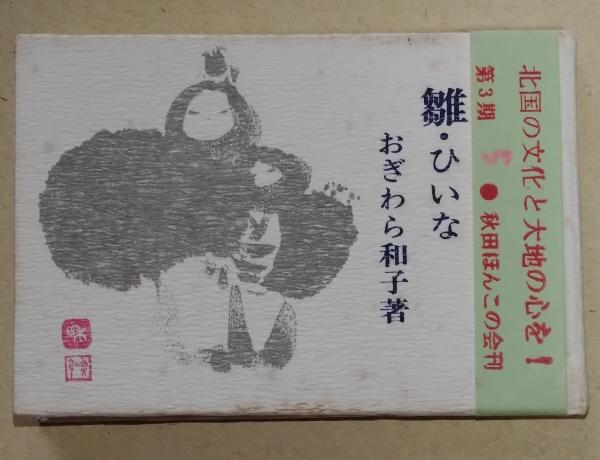 北国の文化と大地の心を！
第3期 5 ● 秋田ほんこの会刊
雛・ひいな
おぎわら和子著